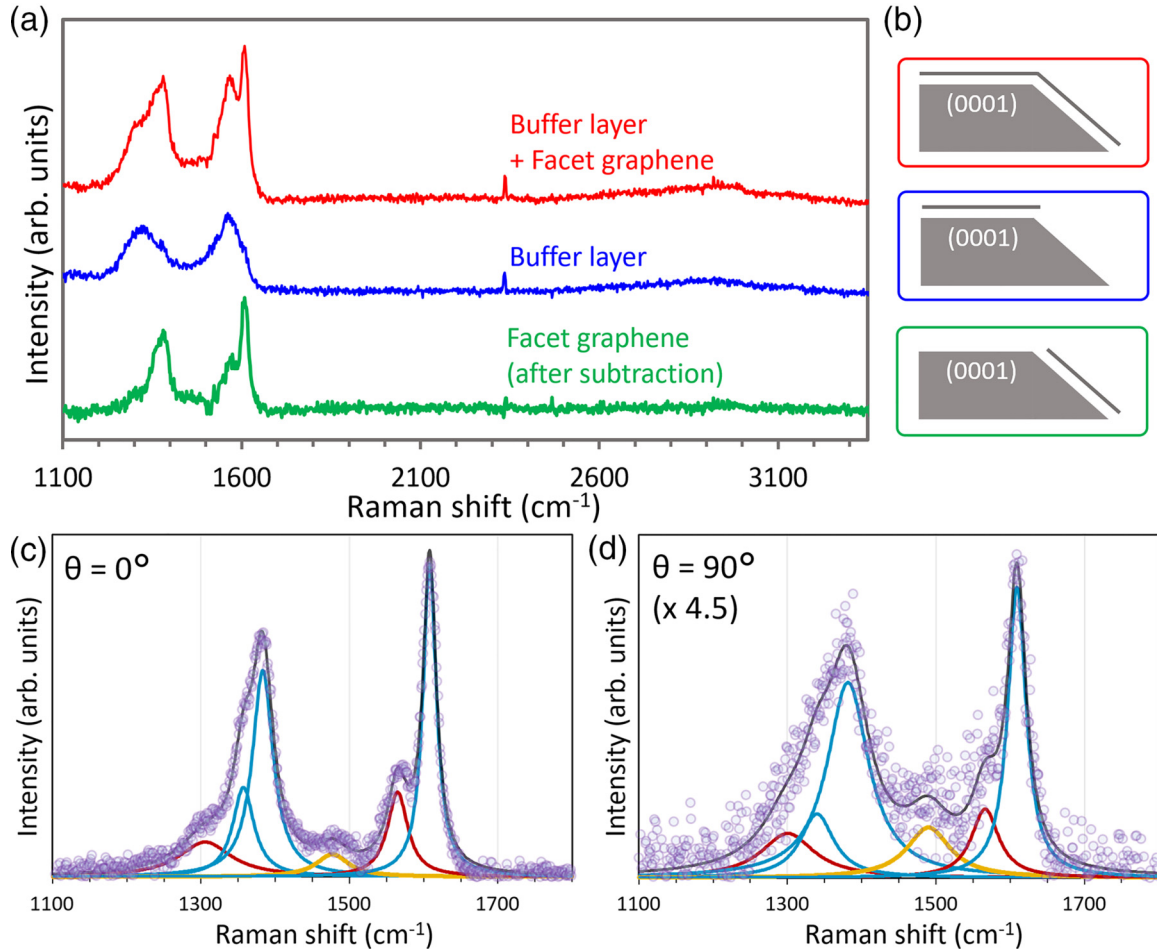 (a)
(b)
Intensity (arb. units)
Buffer layer
+ Facet graphene
Buffer layer
Facet graphene
(after subtraction)
1100 1600 2100 2600 3100
Raman shift (cm⁻¹)
(0001)
(0001)
(0001)
(c)
θ = 0°
Intensity (arb. units)
1100 1300 1500 1700
Raman shift (cm⁻¹)
(d)
θ = 90°
(x 4.5)
Intensity (arb. units)
1100 1300 1500 1700
Raman shift (cm⁻¹)